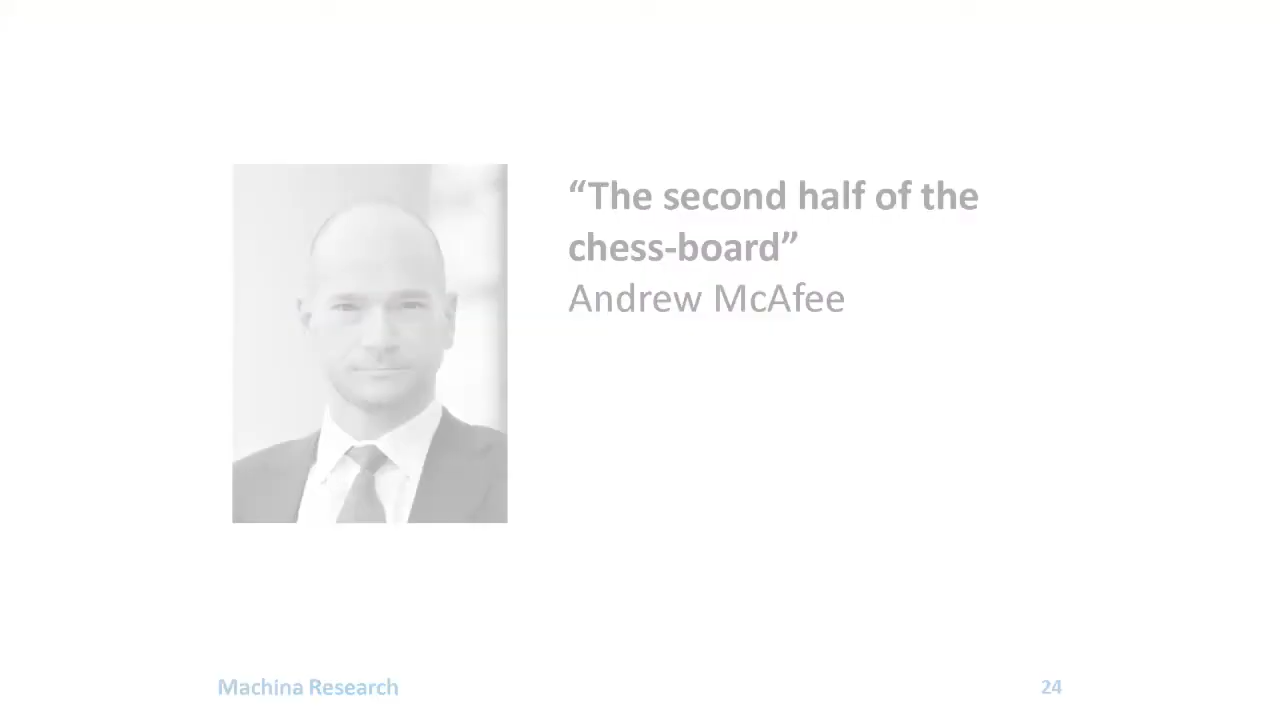 “The second half of the
chess-board”
Andrew McAfee
Machina Research
24